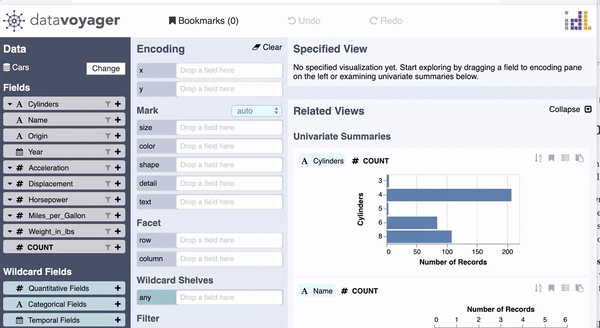 datavoyager
Bookmarks (0)
Undo
Redo
Data
Cars
Change
Fields
A Cylinders
A Name
A Origin
Year
# Acceleration
# Displacement
# Horsepower
# Miles_per_Gallon
# Weight_in_lbs
# COUNT
Wildcard Fields
# Quantitative Fields
A Categorical Fields
Temporal Fields
Encoding
Clear
x Drop a field here
y Drop a field here
Mark
auto
size Drop a field here
color Drop a field here
shape Drop a field here
detail Drop a field here
text Drop a field here
Facet
row Drop a field here
column Drop a field here
Wildcard Shelves
any Drop a field here
Filter
Specified View
No specified visualization yet. Start exploring by dragging a field to encoding pane
on the left or examining univariate summaries below.
Related Views
Collapse
Univariate Summaries
A Cylinders # COUNT
Cylinders
3
4
5
6
8
0 50 100 150 200
Number of Records
A Name # COUNT
Number of Records
0 1 2 3 4 5 6